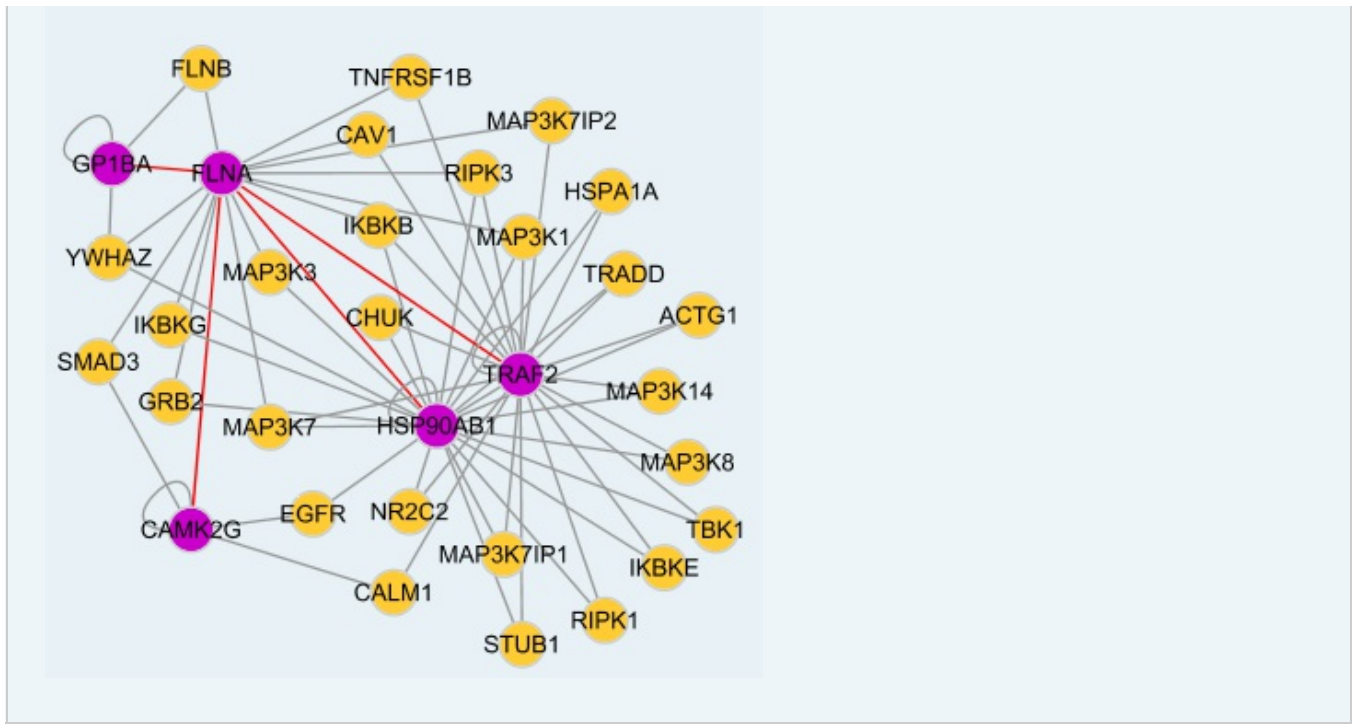 FLNB
TNFRSF1B
MAP3K7IP2
CAV1
GP1BA
FLNA
RIPK3
HSPA1A
IKBKB
MAP3K1
YWHAZ
MAP3K3
TRADD
IKBKG
CHUK
ACTG1
SMAD3
TRAF2
MAP3K14
GRB2
MAP3K7
HSP90AB1
MAP3K8
CAMK2G
EGFR
NR2C2
TBK1
MAP3K7IP1
IKBKE
CALM1
RIPK1
STUB1